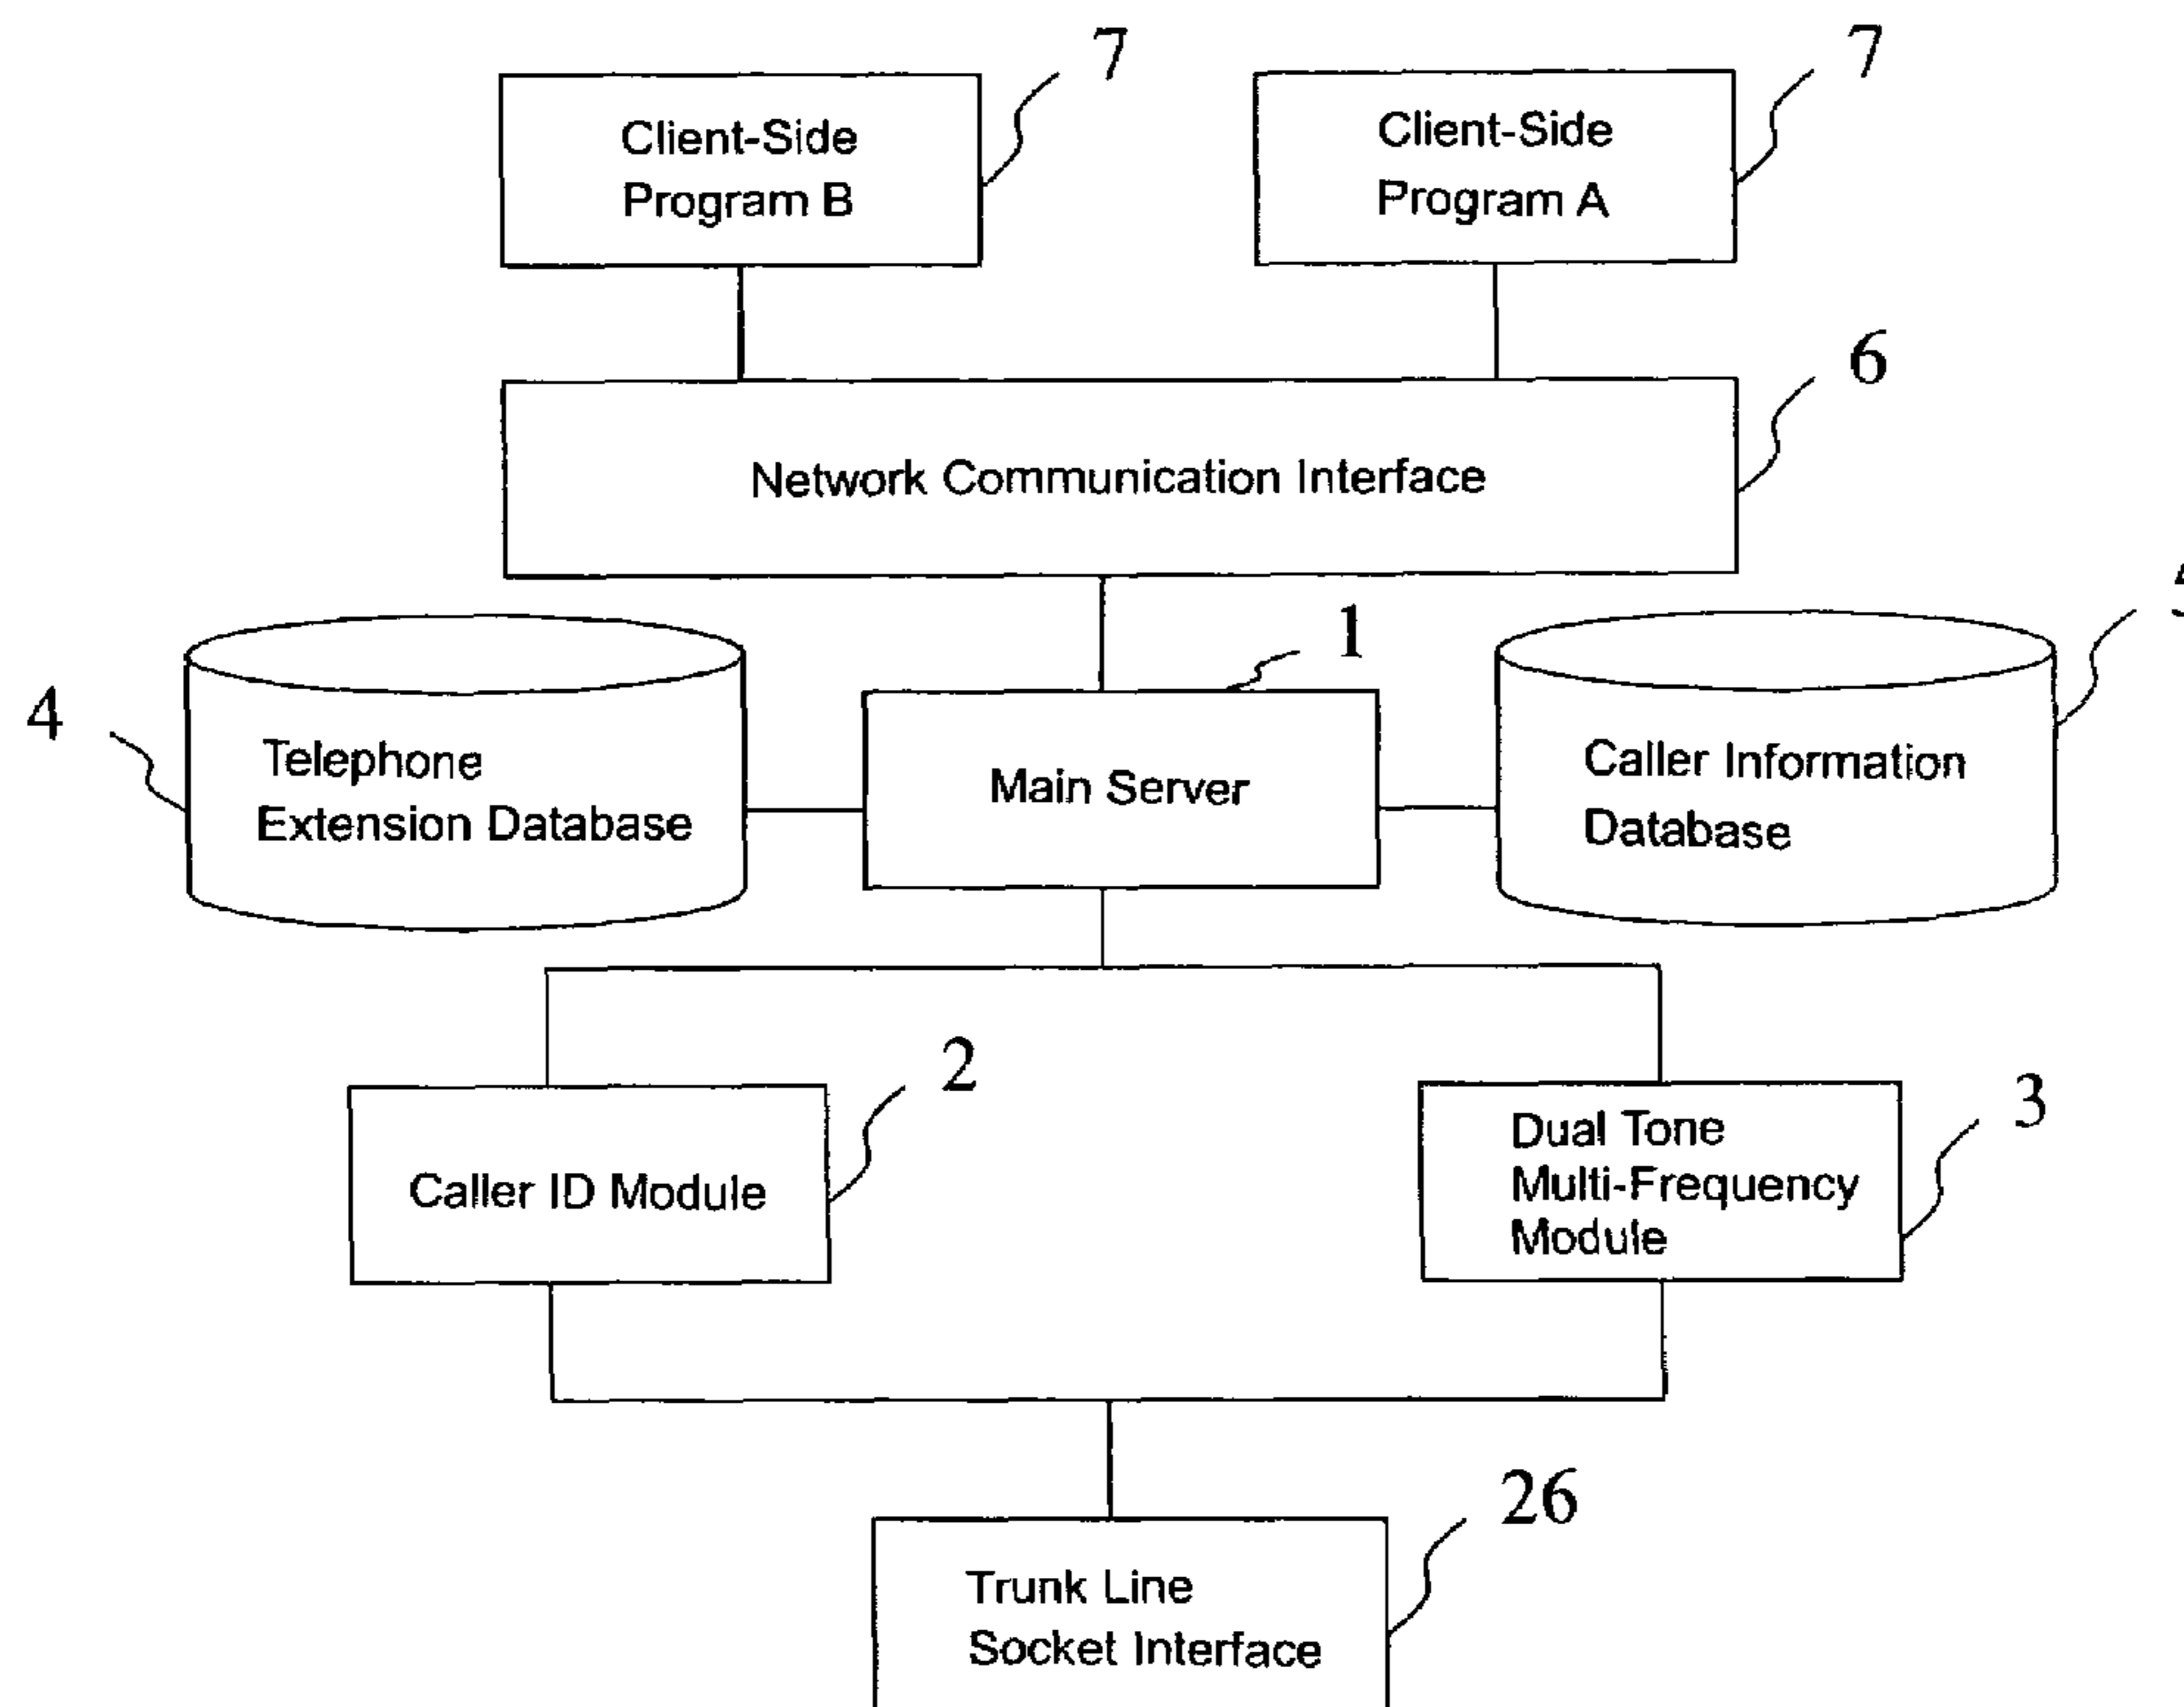 7
7
Client-Side
Program B
Client-Side
Program A
6
Network Communication Interface
5
1
4
Telephone
Extension Database
Main Server
Caller Information
Database
2
3
Caller ID Module
Dual Tone
Multi-Frequency
Module
26
Trunk Line
Socket Interface